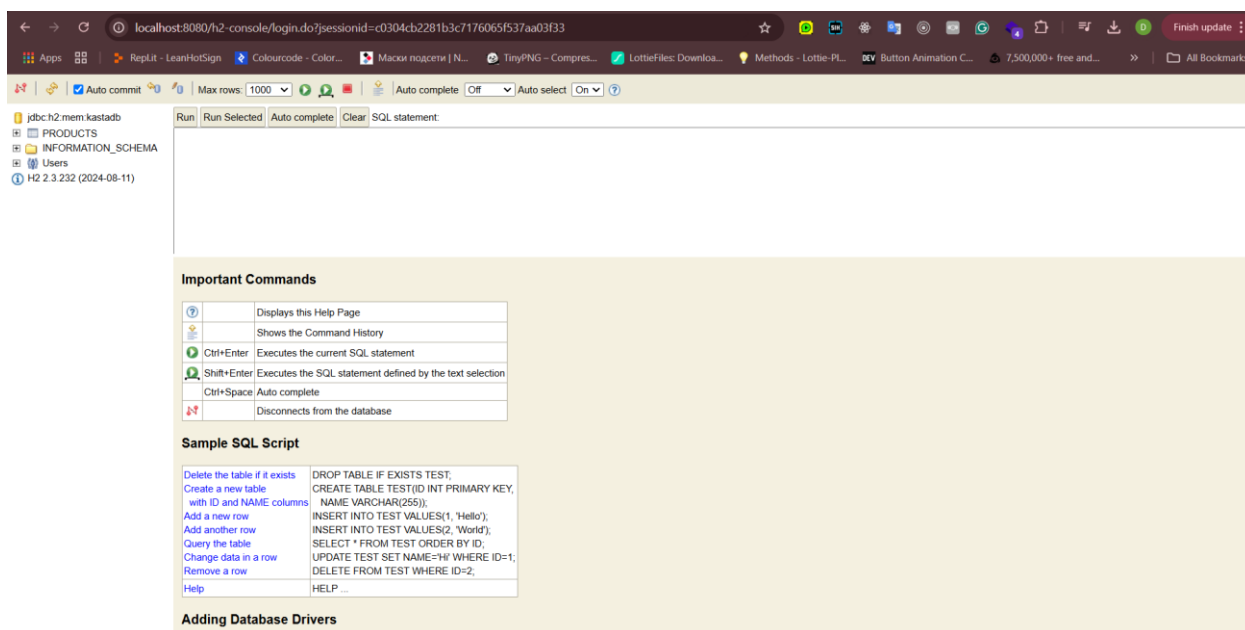 localhost:8080/h2-console/login.do?jsessionid=c0304cb2281b3c7176065f537aa03f33
SIH
4
D
Finish update
Apps
RepLit - LeanHotSign
Colourcode - Color...
Маски подсети | N...
TinyPNG – Compres...
LottieFiles: Downloa...
Methods - Lottie-PL...
DEV
Button Animation C...
7,500,000+ free and...
»
All Bookmark
Auto commit
Max rows:
1000
Auto complete
Off
Auto select
On
jdbc:h2:mem:kastadb
PRODUCTS
INFORMATION_SCHEMA
Users
H2 2.3.232 (2024-08-11)
Run
Run Selected
Auto complete
Clear
SQL statement:
Important Commands
Displays this Help Page
Shows the Command History
Ctrl+Enter Executes the current SQL statement
Shift+Enter Executes the SQL statement defined by the text selection
Ctrl+Space Auto complete
Disconnects from the database
Sample SQL Script
Delete the table if it exists DROP TABLE IF EXISTS TEST;
Create a new table CREATE TABLE TEST(ID INT PRIMARY KEY,
with ID and NAME columns NAME VARCHAR(255));
Add a new row INSERT INTO TEST VALUES(1, 'Hello');
Add another row INSERT INTO TEST VALUES(2, 'World');
Query the table SELECT * FROM TEST ORDER BY ID;
Change data in a row UPDATE TEST SET NAME='Hi' WHERE ID=1;
Remove a row DELETE FROM TEST WHERE ID=2;
Help HELP ...
Adding Database Drivers